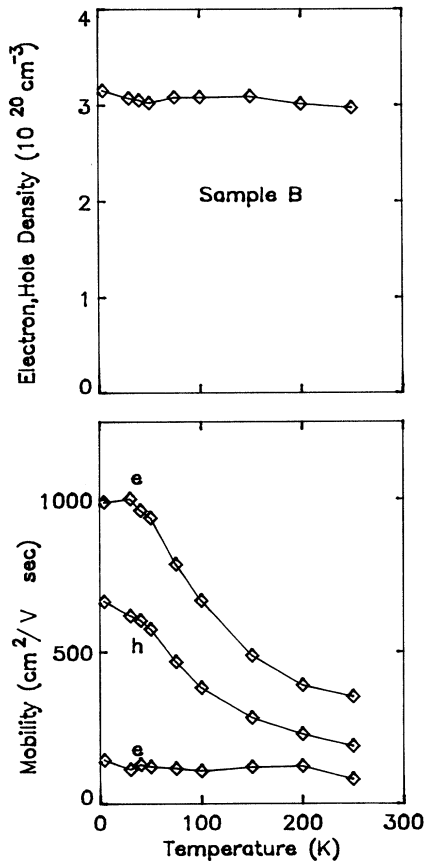 Electron,Hole Density (10 20 cm-3)
4
3
2
1
0
Sample B
Mobility (cm2/V sec)
1000
500
0
e
h
e
0 100 200 300
Temperature (K)